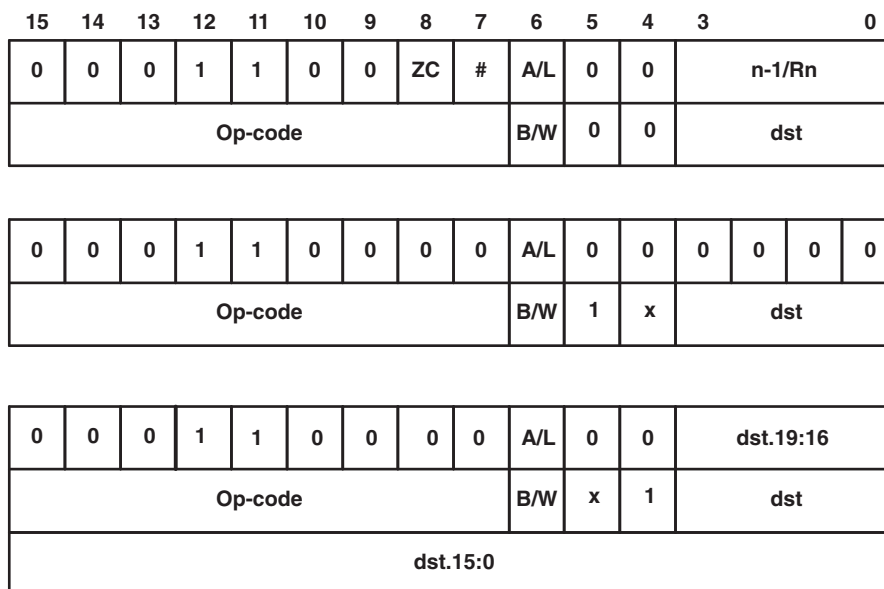 15 14 13 12 11 10 9 8 7 6 5 4 3 0
0 0 0 1 1 0 0 ZC # A/L 0 0 n-1/Rn
Op-code B/W 0 0 dst
0 0 0 1 1 0 0 0 0 A/L 0 0 0 0 0 0
Op-code B/W 1 x dst
0 0 0 1 1 0 0 0 0 A/L 0 0 dst.19:16
Op-code B/W x 1 dst
dst.15:0